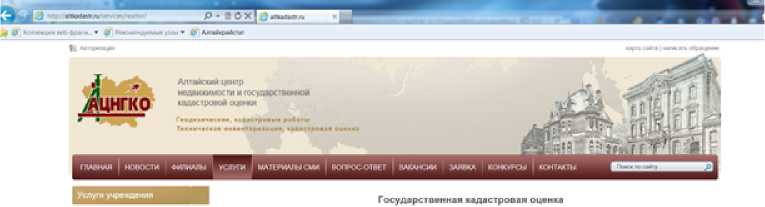 http://altkadastr.ru/services/reestor/
altkadastr.ru
Коллекция веб-фрагм... Рекомендуемые узлы Алтайкрайстат
Авторизация
карта сайта | написать обращение
АЦНГКО
Алтайский центр
недвижимости и государственной
кадастровой оценки
Геодезические, кадастровые работы
Техническая инвентаризация, кадастровая оценка
ГЛАВНАЯ НОВОСТИ ФИЛИАЛЫ УСЛУГИ МАТЕРИАЛЫ СМИ ВОПРОС-ОТВЕТ ВАКАНСИИ ЗАЯВКА КОНКУРСЫ КОНТАКТЫ Поиск по сайту
Услуги учреждения
Государственная кадастровая оценка